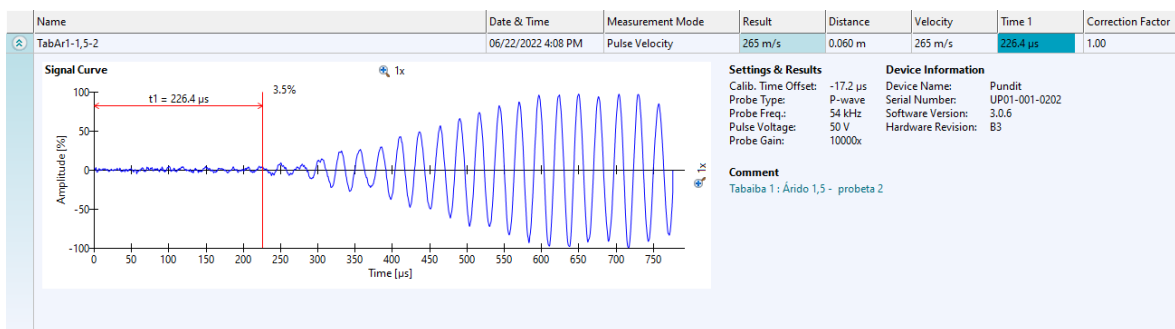 Name Date & Time Measurement Mode Result Distance Velocity Time 1 Correction Factor
TabAr1-1,5-2 06/22/2022 4:08 PM Pulse Velocity 265 m/s 0.060 m 265 m/s 226.4 µs 1.00
Signal Curve 1x
t1 = 226.4 µs 3.5%
Amplitude [%]
100
50
0
-50
-100
0 50 100 150 200 250 300 350 400 450 500 550 600 650 700 750
Time [µs]
1x
Settings & Results
Calib. Time Offset: -17.2 µs
Probe Type: P-wave
Probe Freq.: 54 kHz
Pulse Voltage: 50 V
Probe Gain: 10000x
Device Information
Device Name: Pundit
Serial Number: UP01-001-0202
Software Version: 3.0.6
Hardware Revision: B3
Comment
Tabaiba 1 : Árido 1,5 - probeta 2